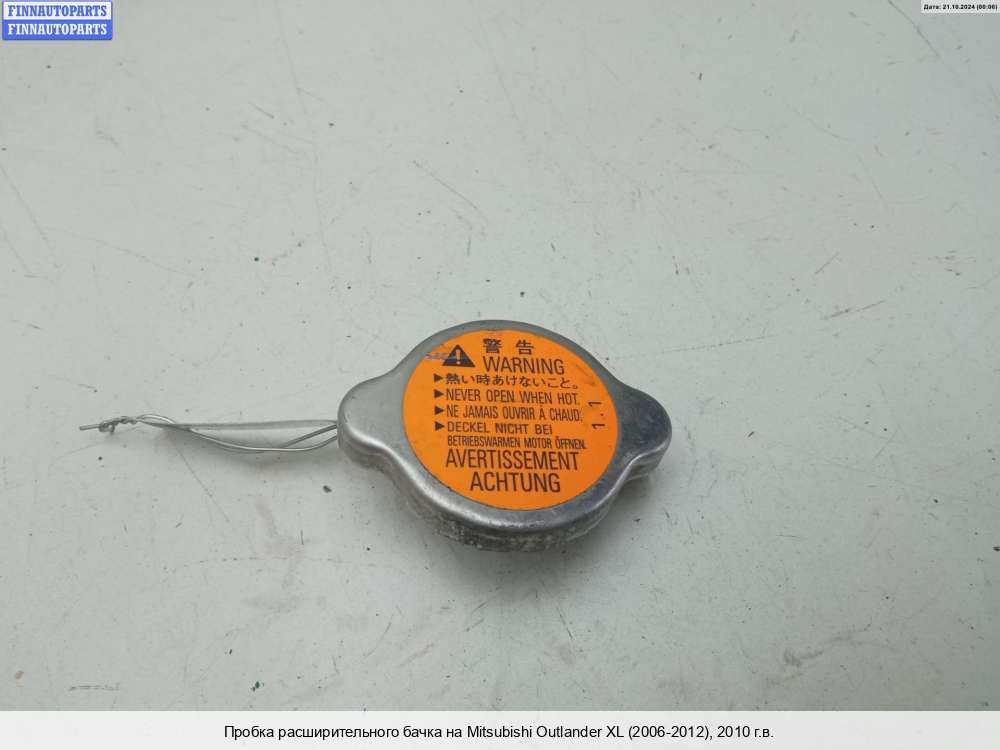 FINNAUTOPARTS
FINNAUTOPARTS
Дата: 21.10.2024 (00:06)
警告
WARNING
▶熱い時あけないこと。
▶NEVER OPEN WHEN HOT.
▶NE JAMAIS OUVRIR À CHAUD.
▶DECKEL NICHT BEI
BETRIEBSWARMEN MOTOR ÖFFNEN.
AVERTISSEMENT
ACHTUNG
1.1
Пробка расширительного бачка на Mitsubishi Outlander XL (2006-2012), 2010 г.в.